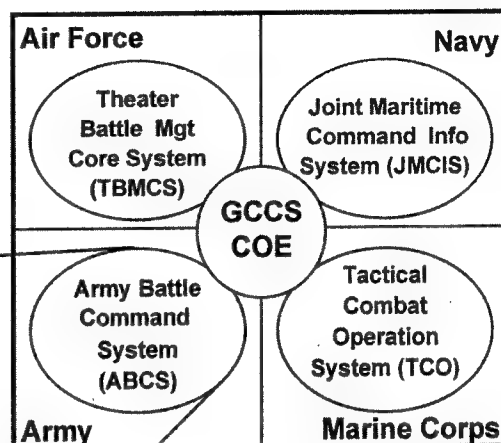 Air Force
Navy
Theater
Battle Mgt
Core System
(TBMCS)
Joint Maritime
Command Info
System (JMCIS)
GCCS
COE
Army Battle
Command
System
(ABCS)
Tactical
Combat
Operation
System (TCO)
Army
Marine Corps